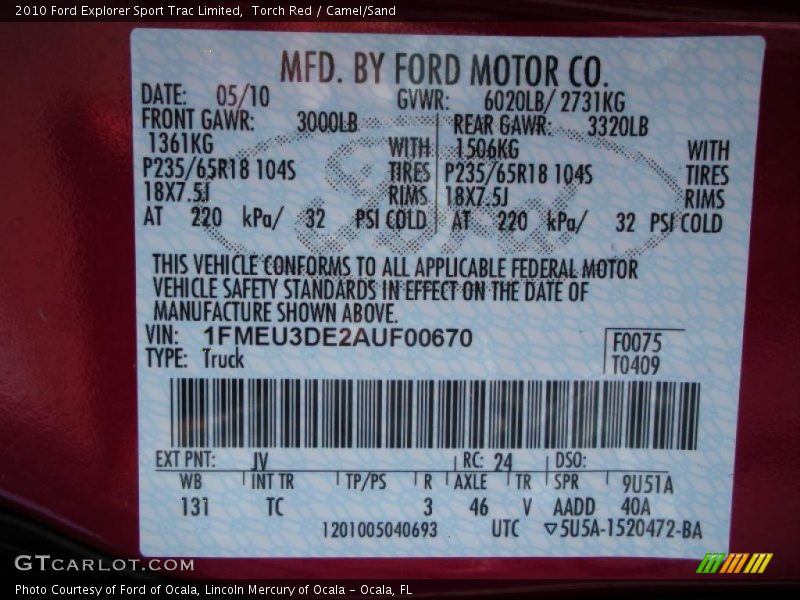 2010 Ford Explorer Sport Trac Limited,  Torch Red / Camel/Sand
MFD. BY FORD MOTOR CO.
DATE: 05/10 GVWR: 6020LB/ 2731KG
FRONT GAWR: 3000LB REAR GAWR: 3320LB
1361KG WITH 1506KG WITH
P235/65R18 104S TIRES P235/65R18 104S TIRES
18X7.5J RIMS 18X7.5J RIMS
AT 220 kPa/ 32 PSI COLD AT 220 kPa/ 32 PSI COLD
Ford
THIS VEHICLE CONFORMS TO ALL APPLICABLE FEDERAL MOTOR
VEHICLE SAFETY STANDARDS IN EFFECT ON THE DATE OF
MANUFACTURE SHOWN ABOVE.
VIN: 1FMEU3DE2AUF00670 F0075
TYPE: Truck T0409
EXT PNT: JV RC: 24 DSO:
WB INT TR TP/PS R AXLE TR SPR 9U51A
131 TC 3 46 V AADD 40A
1201005040693 UTC ▽5U5A-1520472-BA
GTCARLOT.COM
Photo Courtesy of Ford of Ocala, Lincoln Mercury of Ocala - Ocala, FL